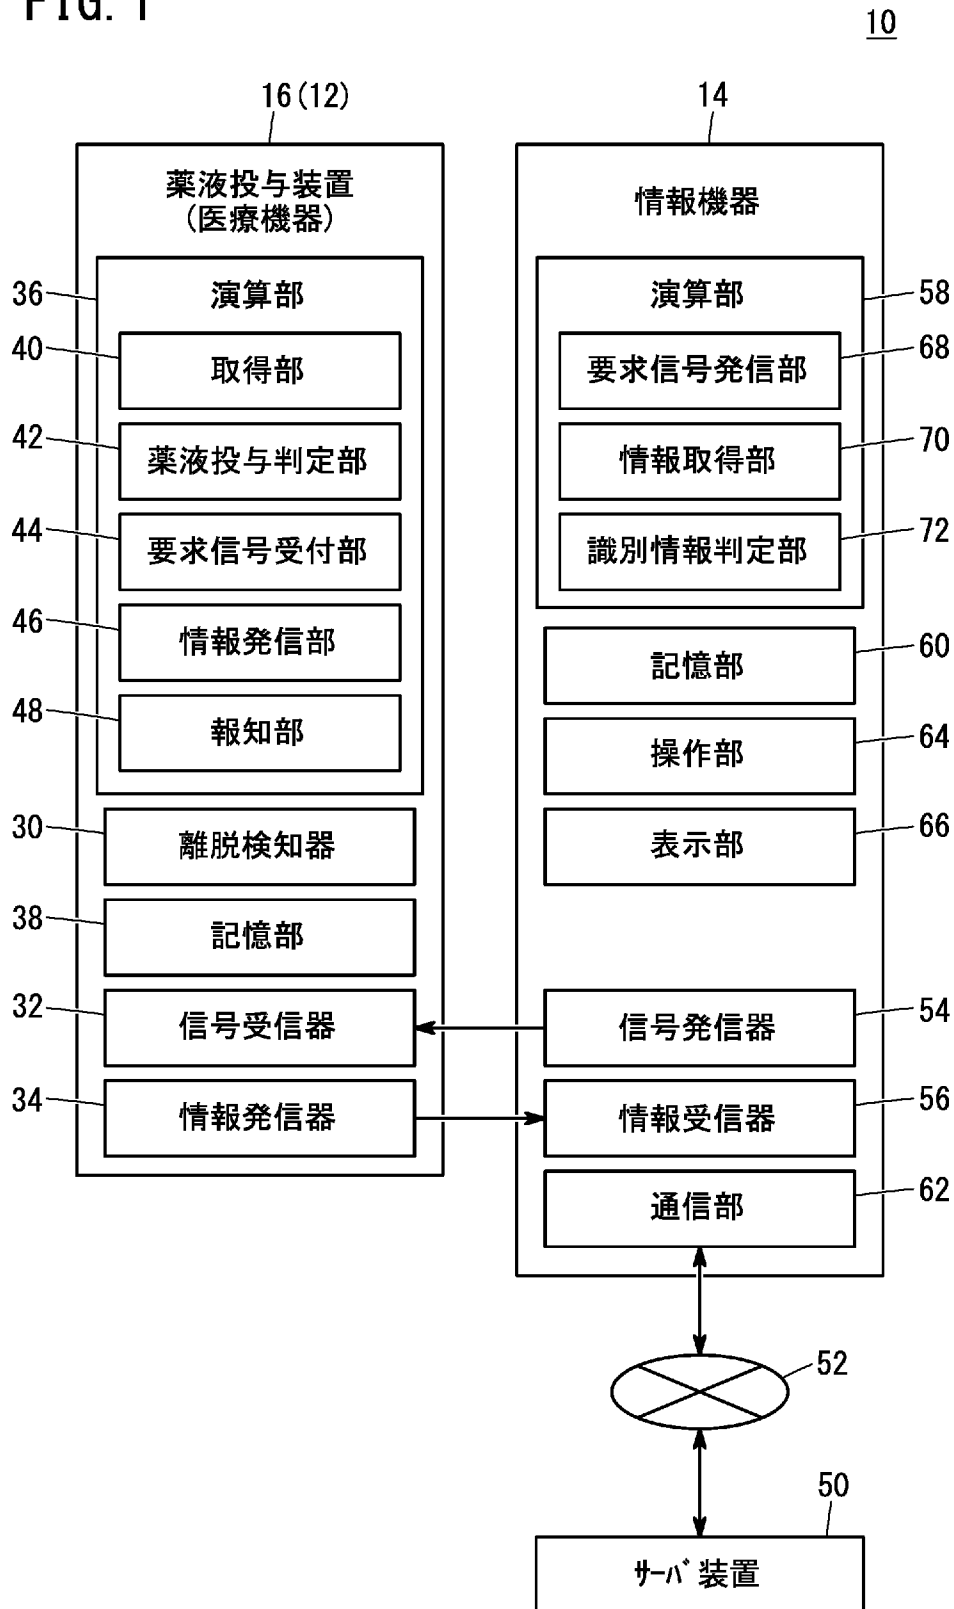 FIG. 1
10
16(12)
薬液投与装置
(医療機器)
36
演算部
40
取得部
42
薬液投与判定部
44
要求信号受付部
46
情報発信部
48
報知部
30
離脱検知器
38
記憶部
32
信号受信器
34
情報発信器
14
情報機器
演算部
58
要求信号発信部
68
情報取得部
70
識別情報判定部
72
記憶部
60
操作部
64
表示部
66
信号発信器
54
情報受信器
56
通信部
62
52
50
ｻｰﾊﾞ装置